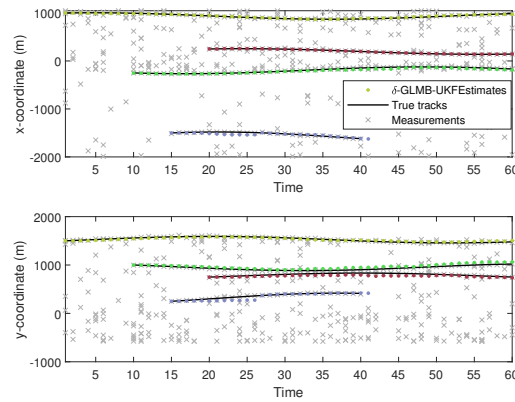 1000
0
-1000
-2000
x-coordinate (m)
δ-GLMB-UKFEstimates
True tracks
Measurements
5 10 15 20 25 30 35 40 45 50 55 60
Time
2000
1000
0
-1000
y-coordinate (m)
5 10 15 20 25 30 35 40 45 50 55 60
Time